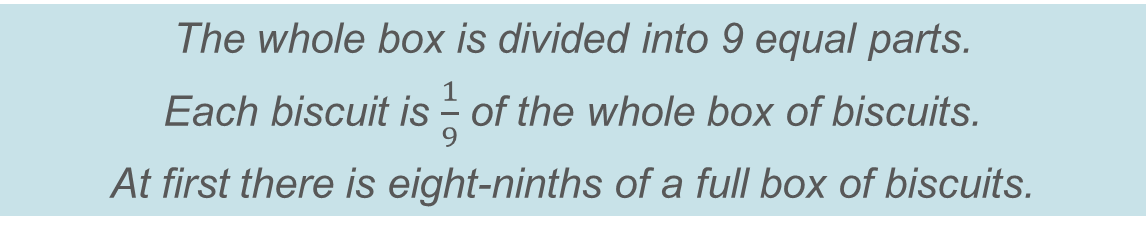 The whole box is divided into 9 equal parts.
Each biscuit is 1/9 of the whole box of biscuits.
At first there is eight-ninths of a full box of biscuits.